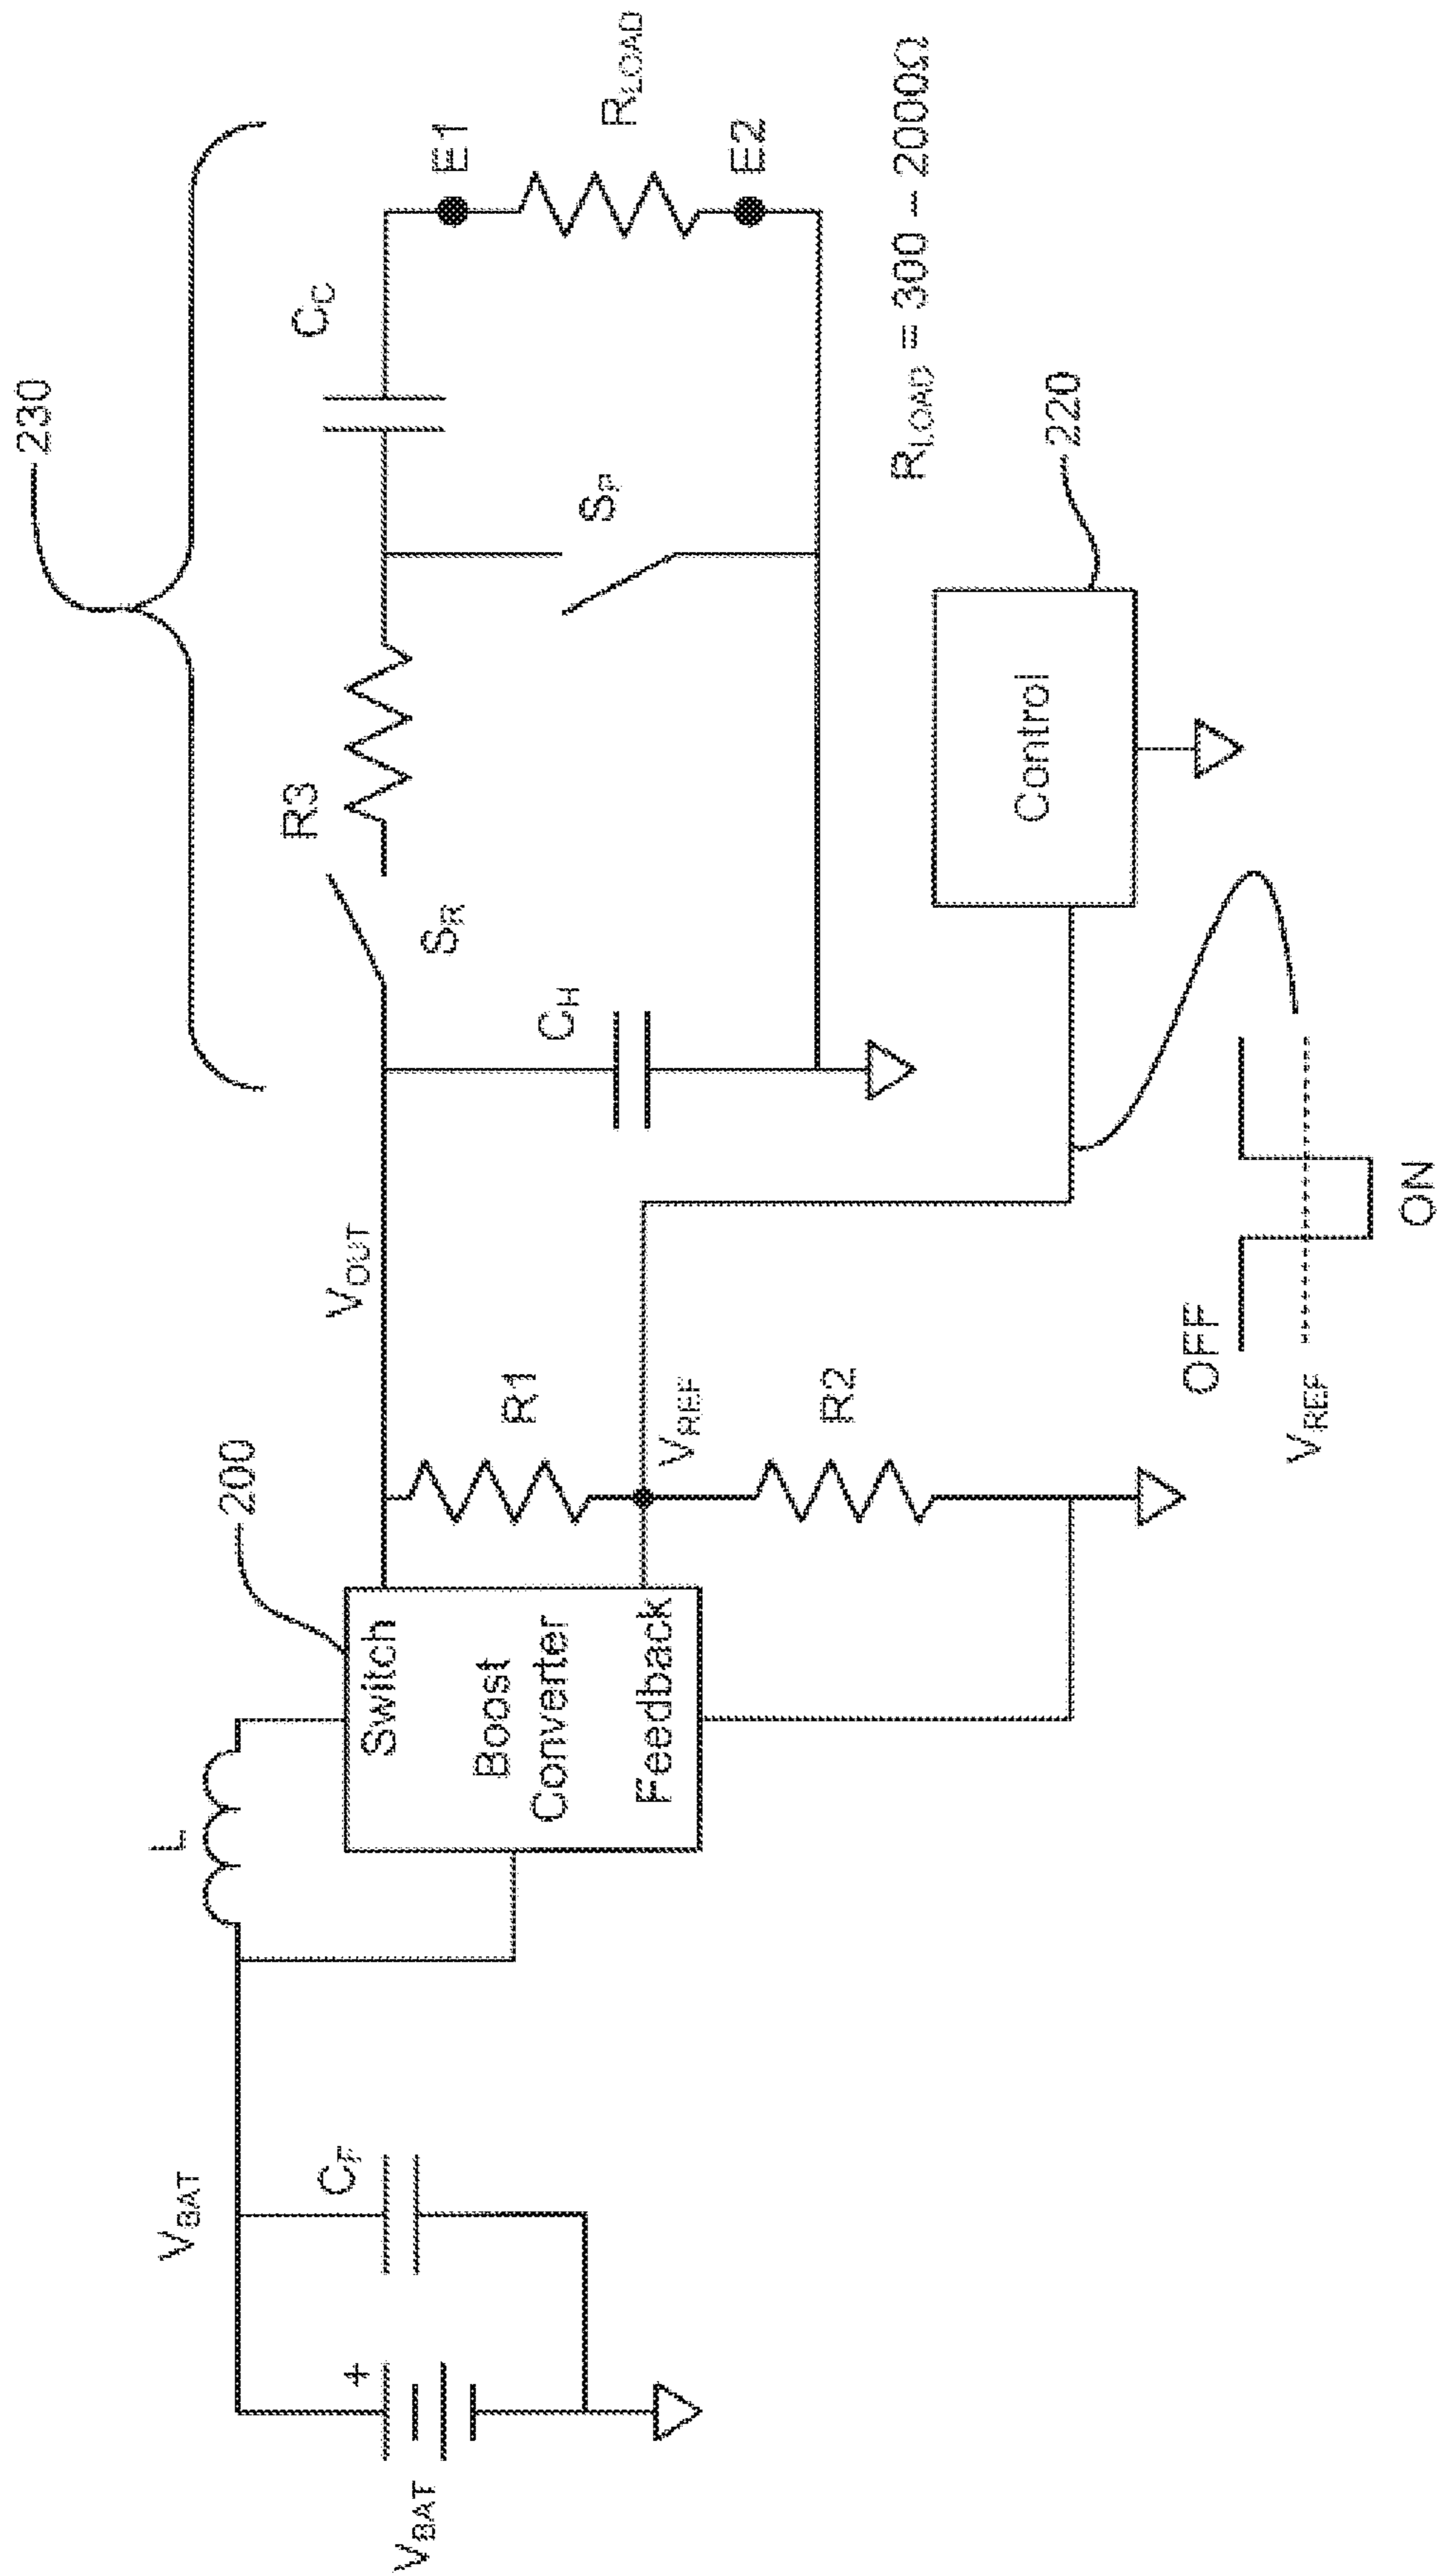 230
V_BAT
V_BAT
+
C_F
L
200
Switch
Boost
Converter
Feedback
R1
V_REF
R2
V_OUT
C_H
S_R
R3
S_P
C_C
E1
E2
R_LOAD
R_LOAD = 300 – 2000Ω
Control
220
OFF
V_REF
ON